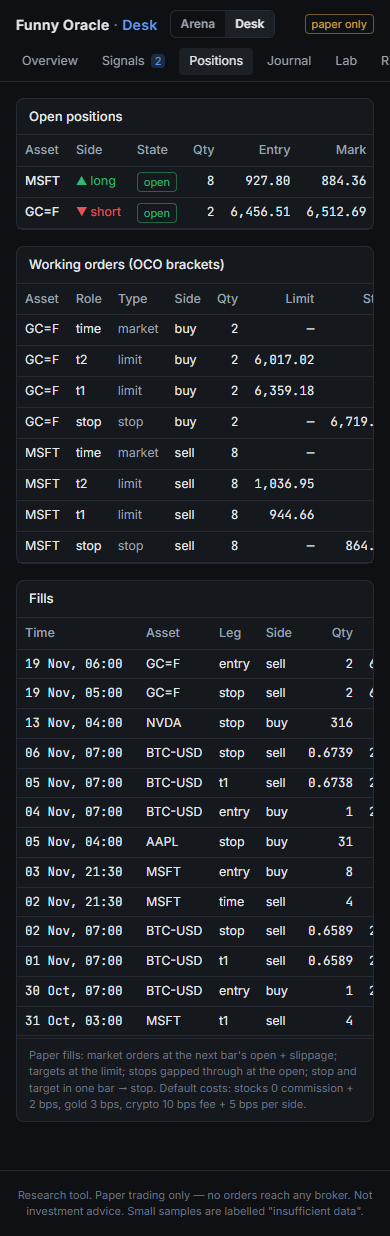 Funny Oracle · Desk Arena Desk paper only
Overview Signals 2 Positions Journal Lab R
Open positions
Asset Side State Qty Entry Mark
MSFT ▲ long open 8 927.80 884.36
GC=F ▼ short open 2 6,456.51 6,512.69
Working orders (OCO brackets)
Asset Role Type Side Qty Limit St
GC=F time market buy 2 —
GC=F t2 limit buy 2 6,017.02
GC=F t1 limit buy 2 6,359.18
GC=F stop stop buy 2 — 6,719.
MSFT time market sell 8 —
MSFT t2 limit sell 8 1,036.95
MSFT t1 limit sell 8 944.66
MSFT stop stop sell 8 — 864.
Fills
Time Asset Leg Side Qty
19 Nov, 06:00 GC=F entry sell 2 6
19 Nov, 05:00 GC=F stop sell 2 6
13 Nov, 04:00 NVDA stop buy 316
06 Nov, 07:00 BTC-USD stop sell 0.6739 2
05 Nov, 07:00 BTC-USD t1 sell 0.6738 2
04 Nov, 07:00 BTC-USD entry buy 1 2
05 Nov, 04:00 AAPL stop buy 31
03 Nov, 21:30 MSFT entry buy 8
02 Nov, 21:30 MSFT time sell 4
02 Nov, 07:00 BTC-USD stop sell 0.6589 2
01 Nov, 07:00 BTC-USD t1 sell 0.6589 2
30 Oct, 07:00 BTC-USD entry buy 1 2
31 Oct, 03:00 MSFT t1 sell 4
Paper fills: market orders at the next bar's open + slippage;
targets at the limit; stops gapped through at the open; stop and
target in one bar → stop. Default costs: stocks 0 commission +
2 bps, gold 3 bps, crypto 10 bps fee + 5 bps per side.
Research tool. Paper trading only — no orders reach any broker. Not
investment advice. Small samples are labelled "insufficient data".